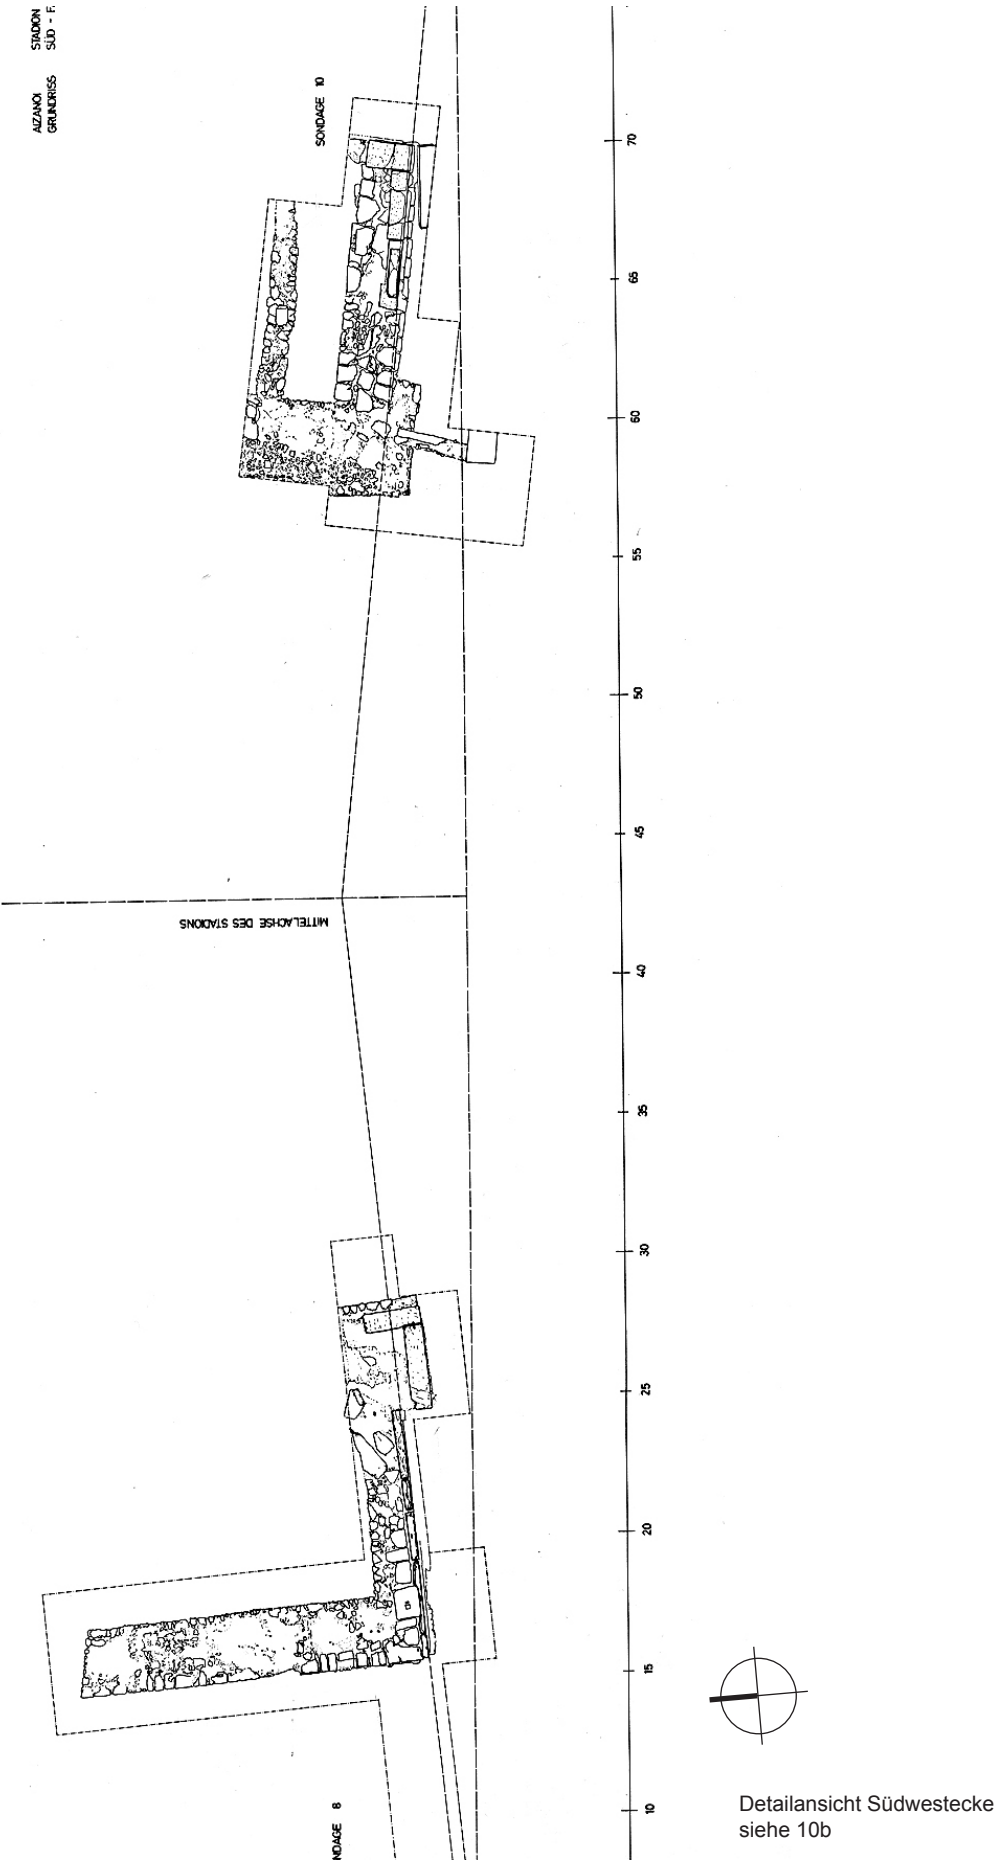 AIZANOI STADION
GRUNDRISS SÜD - F.
SONDAGE 10
70
65
60
55
50
45
MITTELACHSE DES STADIONS
40
35
30
25
20
15
10
NDAGE 8
Detailansicht Südwestecke
siehe 10b